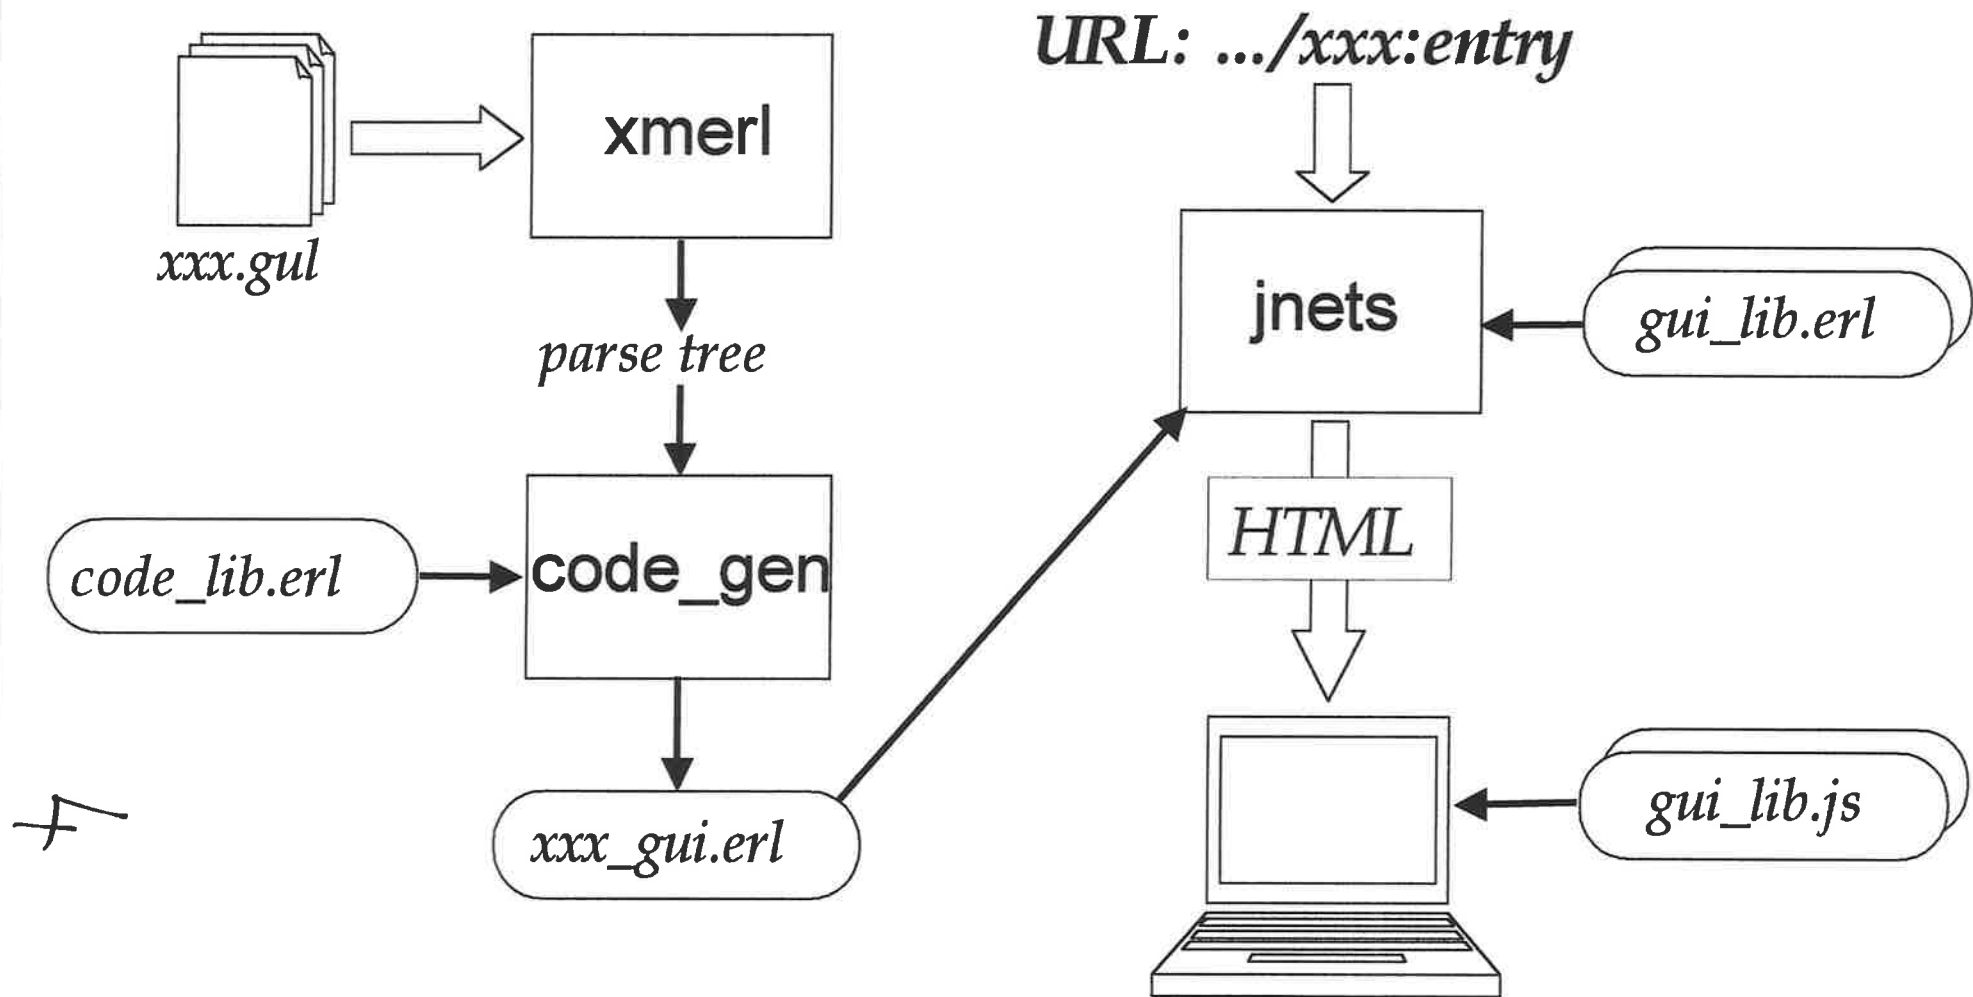 URL: .../xxx:entry
xmerl
xxx.gul
parse tree
code_lib.erl
code_gen
xxx_gui.erl
jnets
gui_lib.erl
HTML
gui_lib.js